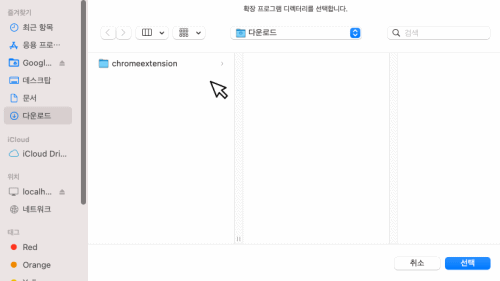 확장 프로그램 디렉터리를 선택합니다.
즐겨찾기
최근 항목
응용 프로...
Googl...
데스크탑
문서
다운로드
iCloud
iCloud Dri...
위치
localh...
네트워크
태그
Red
Orange
다운로드
검색
chromeextension
취소
선택